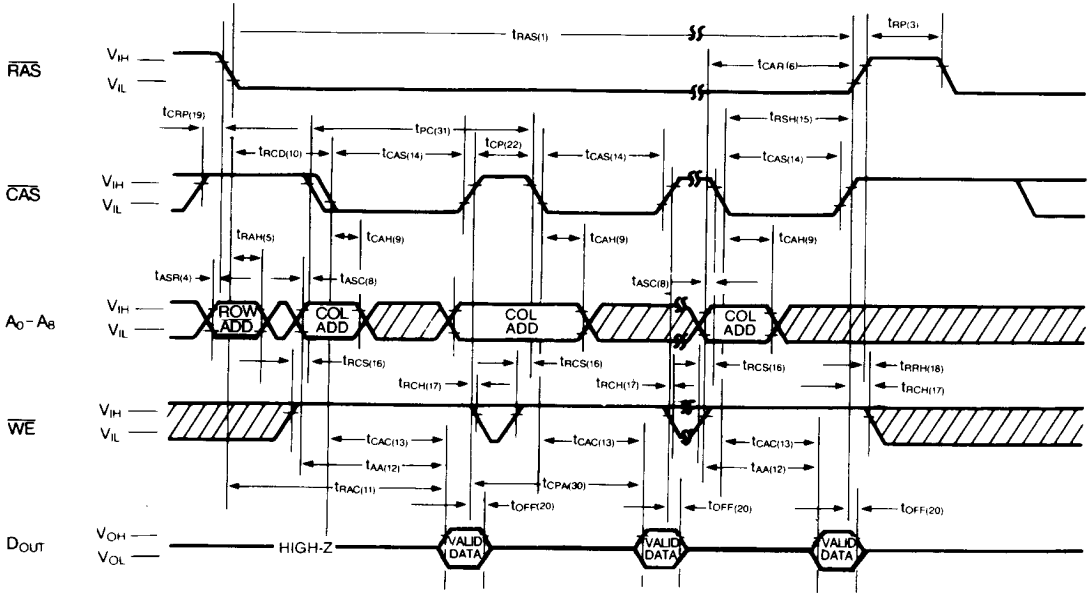 tRAS(1) tRP(3)
RAS VIH VIL
tCAR(6)
tCRP(19) tPC(31) tRSH(15)
tRCD(10) tCAS(14) tCP(22) tCAS(14) tCAS(14)
CAS VIH VIL
tRAH(5) tCAH(9) tCAH(9) tCAH(9)
tASR(4) tASC(8) tASC(8)
A0-A8 VIH VIL
ROW ADD COL ADD COL ADD COL ADD
tRCS(16) tRCS(16) tRCS(16) tRRH(18)
tRCH(17) tRCH(17) tRCH(17)
WE VIH VIL
tCAC(13) tCAC(13) tCAC(13)
tAA(12) tAA(12)
tRAC(11) tCPA(30)
tOFF(20) tOFF(20) tOFF(20)
DOUT VOH VOL
HIGH-Z VALID DATA VALID DATA VALID DATA